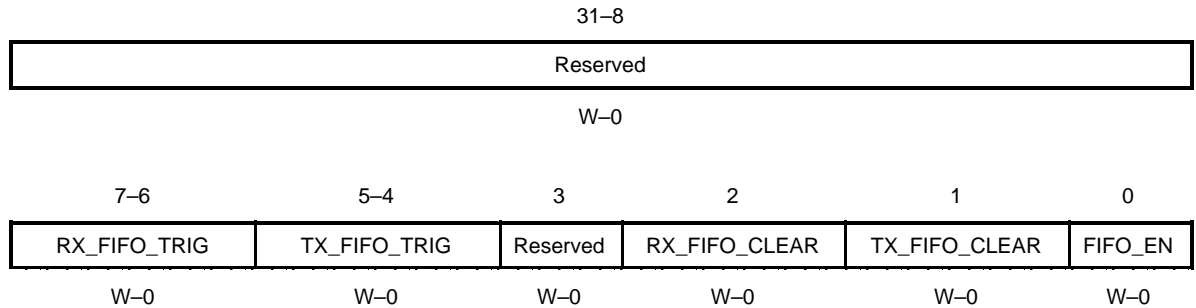 31–8
Reserved
W–0
7–6 5–4 3 2 1 0
RX_FIFO_TRIG TX_FIFO_TRIG Reserved RX_FIFO_CLEAR TX_FIFO_CLEAR FIFO_EN
W–0 W–0 W–0 W–0 W–0 W–0